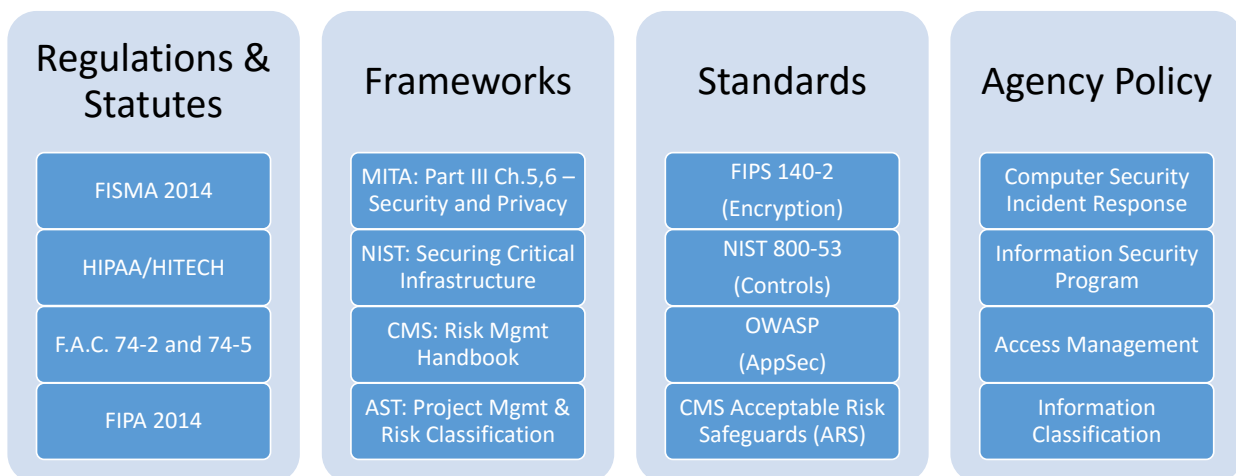 Regulations &
Statutes
FISMA 2014
HIPAA/HITECH
F.A.C. 74-2 and 74-5
FIPA 2014
Frameworks
MITA: Part III Ch.5,6 –
Security and Privacy
NIST: Securing Critical
Infrastructure
CMS: Risk Mgmt
Handbook
AST: Project Mgmt &
Risk Classification
Standards
FIPS 140-2
(Encryption)
NIST 800-53
(Controls)
OWASP
(AppSec)
CMS Acceptable Risk
Safeguards (ARS)
Agency Policy
Computer Security
Incident Response
Information Security
Program
Access Management
Information
Classification